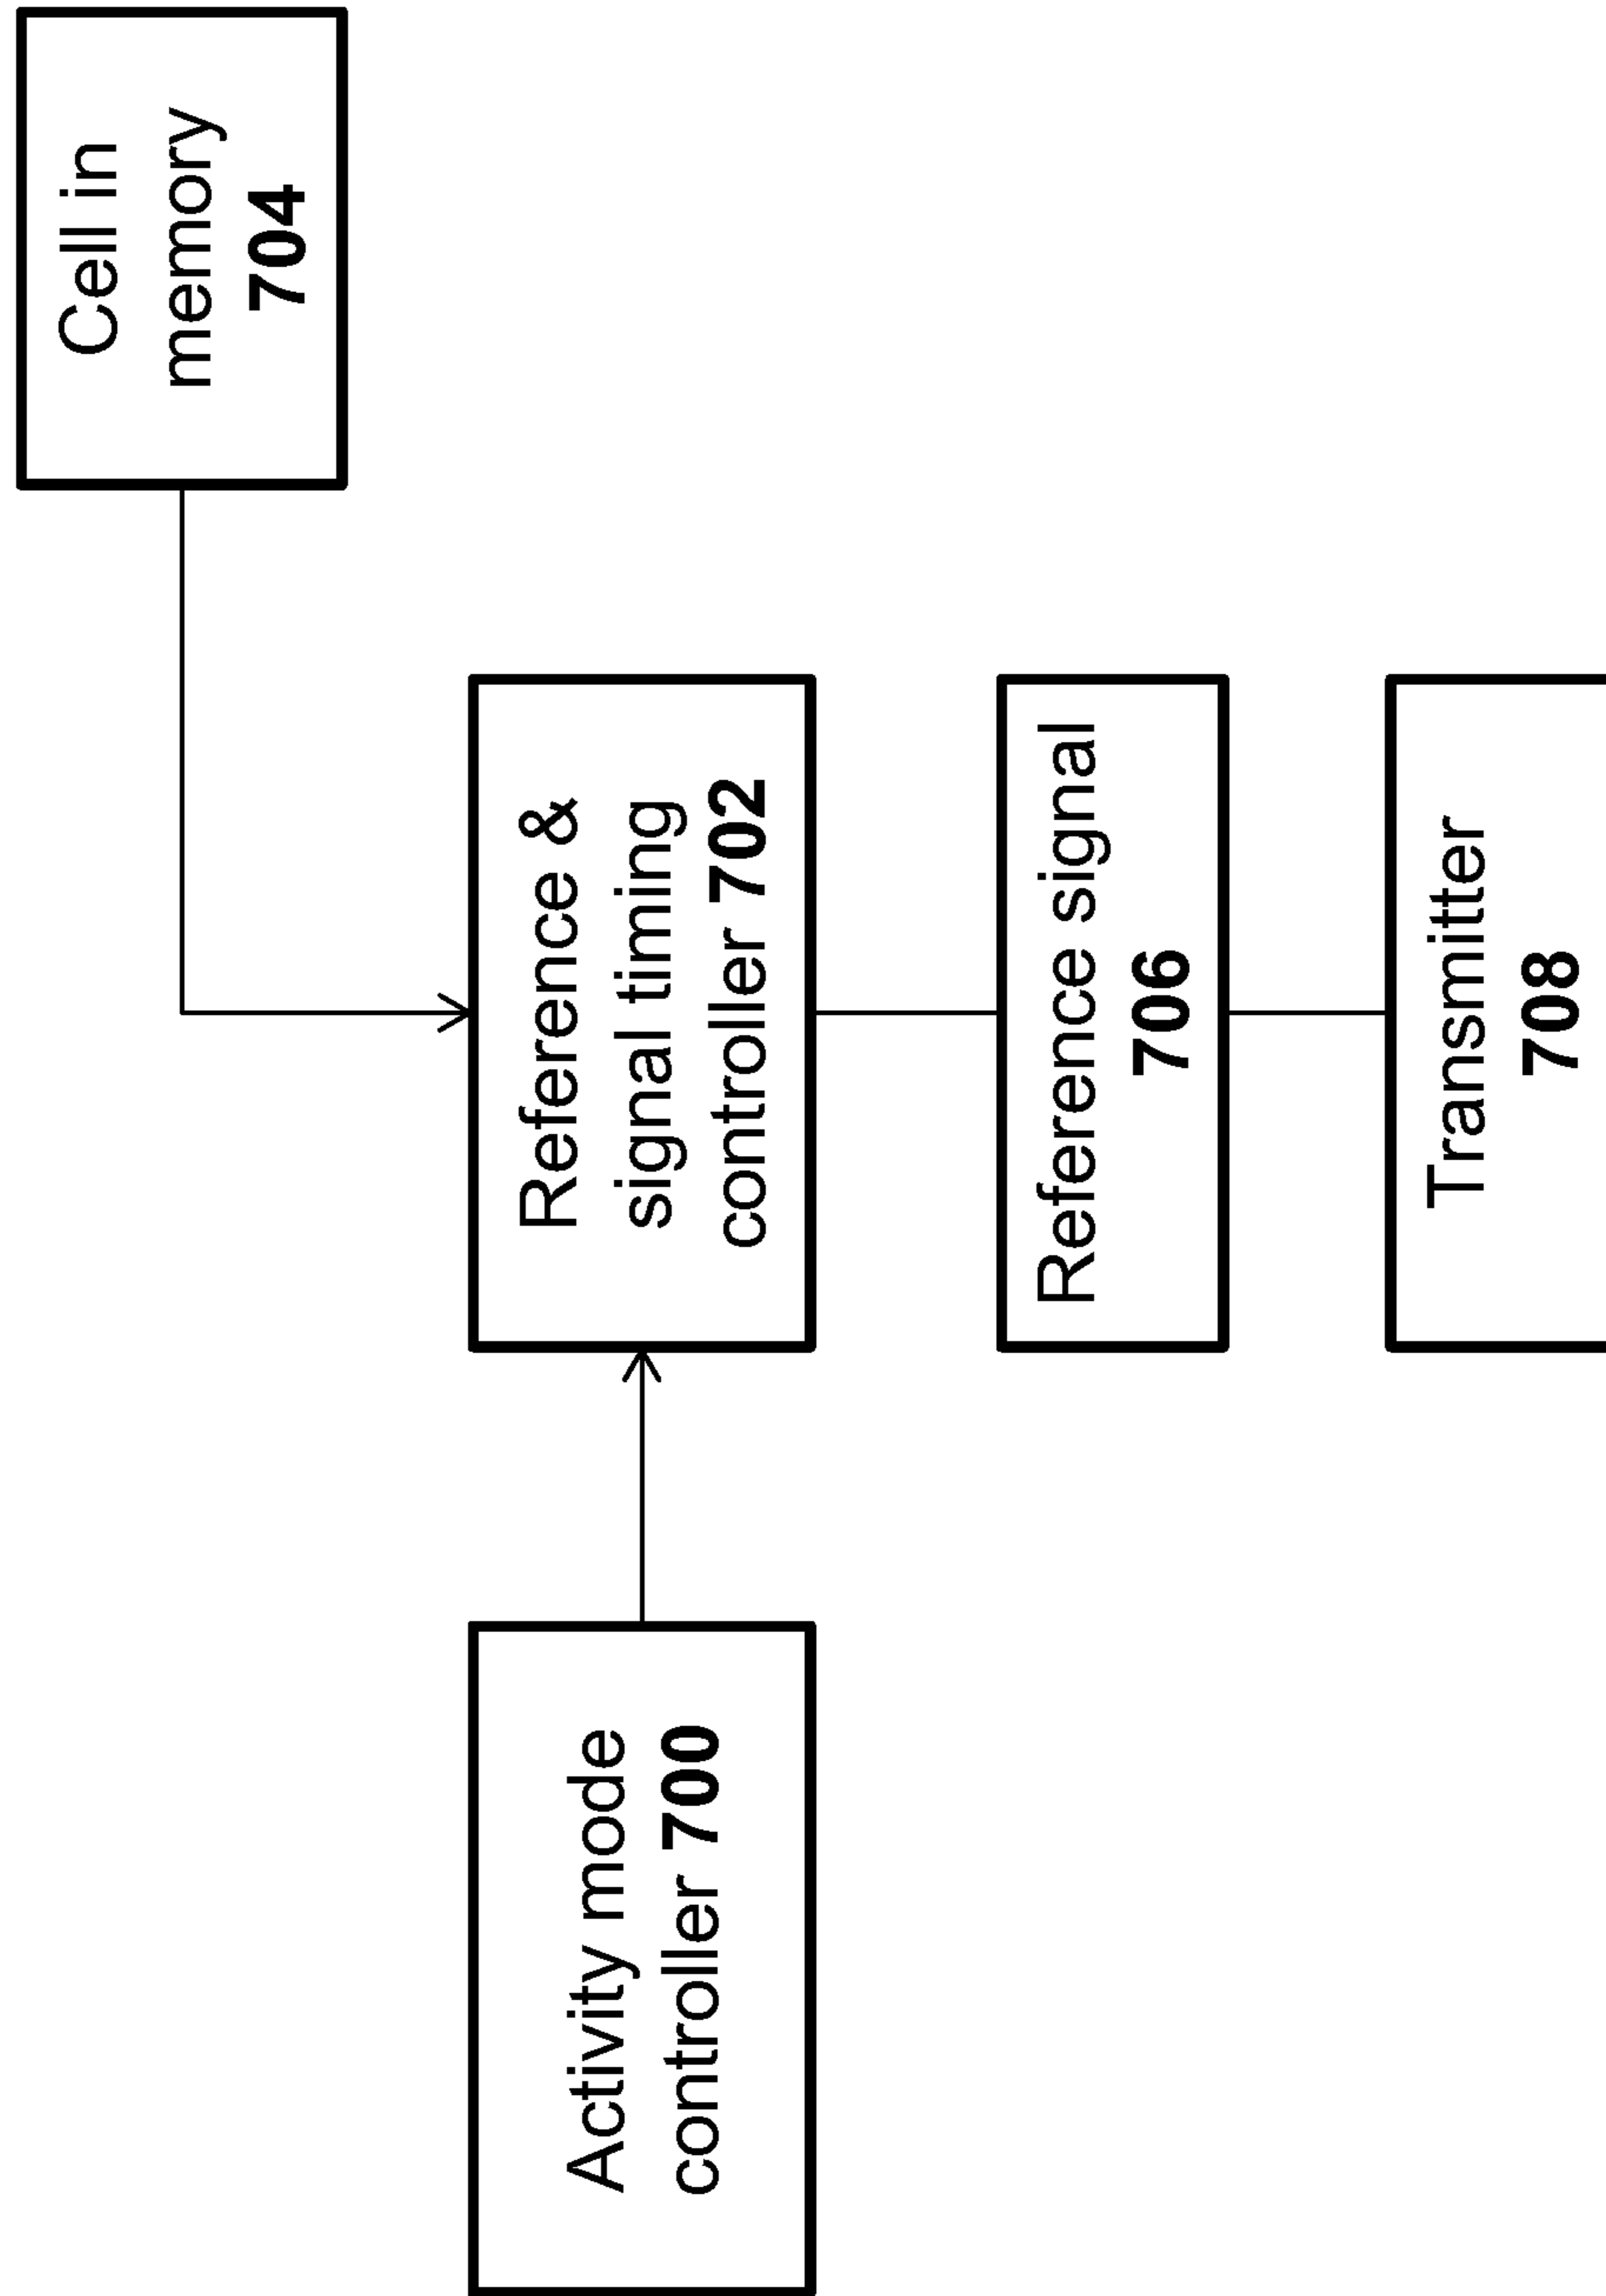 Cell in
memory
704
Activity mode
controller 700
Reference &
signal timing
controller 702
Reference signal
706
Transmitter
708